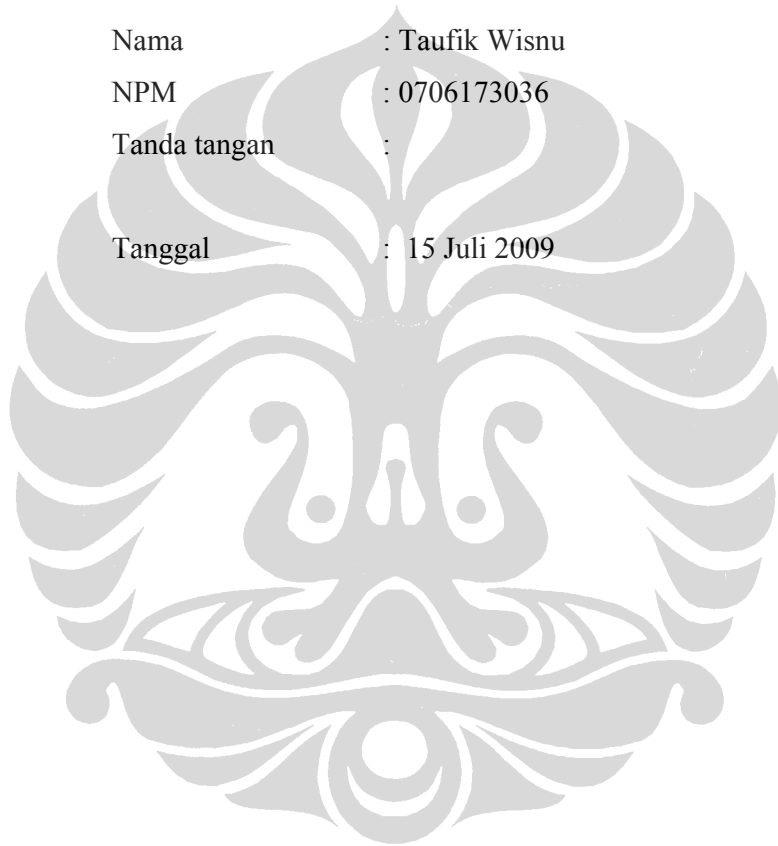 Nama : Taufik Wisnu
NPM : 0706173036
Tanda tangan :
Tanggal : 15 Juli 2009